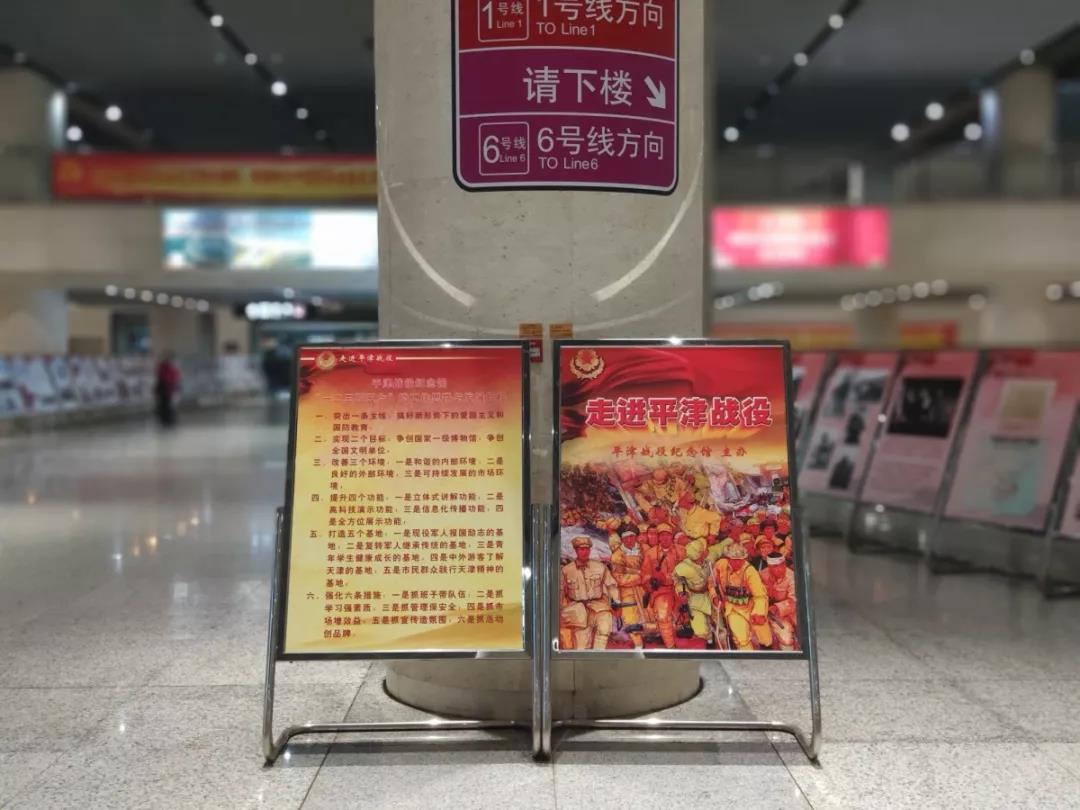 1号线
Line 1
1号线方向
TO Line1
请下楼
6号线
Line 6
6号线方向
TO Line6
走进平津战役
平津战役纪念馆
一、突出一条主线：搞好新形势下的爱国主义和
国防教育。
二、实现二个目标：争创国家一级博物馆，争创
全国文明单位。
三、改善三个环境：一是和谐的内部环境，二是
良好的外部环境，三是可持续发展的市场环
境。
四、提升四个功能：一是立体式讲解功能，二是
高科技演示功能，三是信息化传播功能，四
是全方位展示功能。
五、打造五个基地：一是现役军人报国励志的基
地，二是复转军人继承传统的基地，三是青
年学生健康成长的基地，四是中外游客了解
天津的基地，五是市民群众践行天津精神的
基地。
六、强化六条措施：一是抓班子带队伍，二是抓
学习强素质，三是抓管理保安全，四是抓市
场增效益，五是抓宣传造氛围，六是抓活动
创品牌。
走进平津战役
平津战役纪念馆 主办